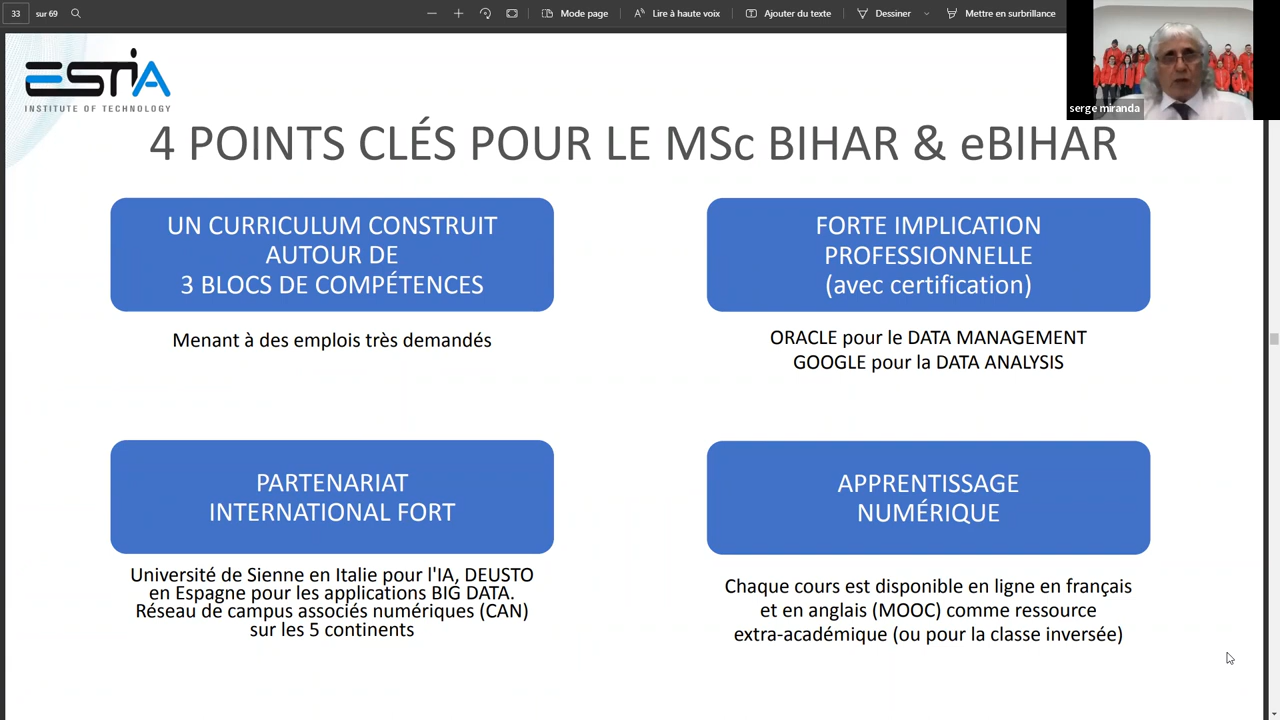 33 sur 69 Mode page Lire à haute voix Ajouter du texte Dessiner Mettre en surbrillance
serge miranda
ESTIA
INSTITUTE OF TECHNOLOGY
4 POINTS CLÉS POUR LE MSc BIHAR & eBIHAR
UN CURRICULUM CONSTRUIT
AUTOUR DE
3 BLOCS DE COMPÉTENCES
Menant à des emplois très demandés
FORTE IMPLICATION
PROFESSIONNELLE
(avec certification)
ORACLE pour le DATA MANAGEMENT
GOOGLE pour la DATA ANALYSIS
PARTENARIAT
INTERNATIONAL FORT
Université de Sienne en Italie pour l'IA, DEUSTO
en Espagne pour les applications BIG DATA.
Réseau de campus associés numériques (CAN)
sur les 5 continents
APPRENTISSAGE
NUMÉRIQUE
Chaque cours est disponible en ligne en français
et en anglais (MOOC) comme ressource
extra-académique (ou pour la classe inversée)